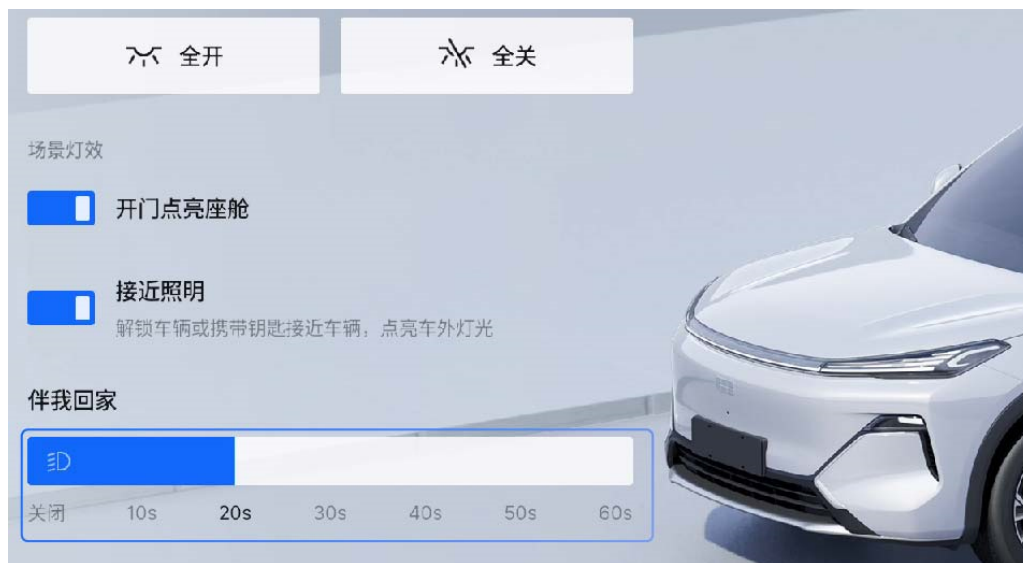 全开
全关
场景灯效
开门点亮座舱
接近照明
解锁车辆或携带钥匙接近车辆，点亮车外灯光
伴我回家
关闭 10s 20s 30s 40s 50s 60s